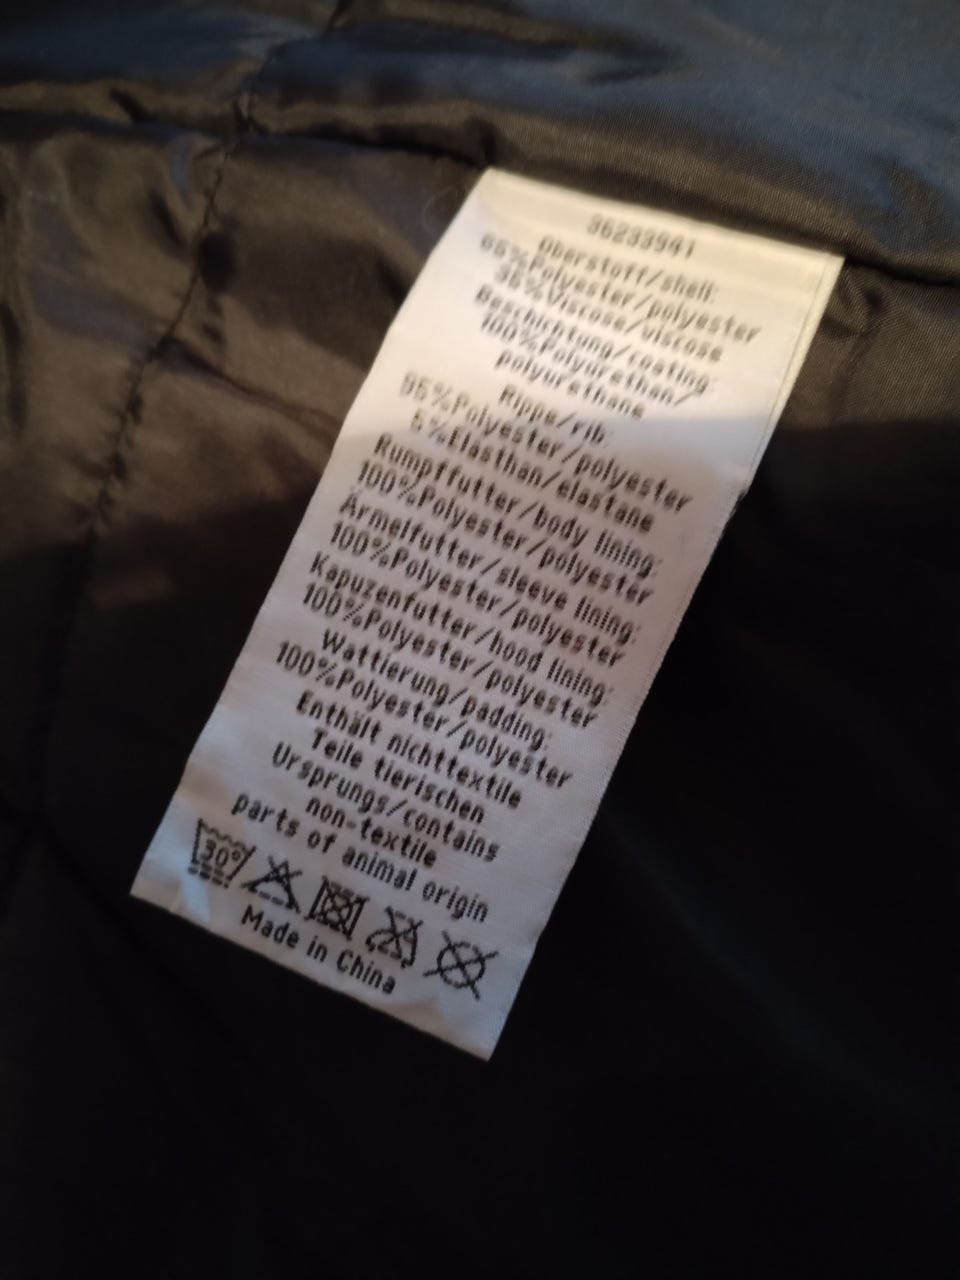 36233941
Oberstoff/shell:
65%Polyester/polyester
35%Viscose/viscose
Beschichtung/coating:
100%Polyurethan/
polyurethane
Rippe/rib:
95%Polyester/polyester
5%Elasthan/elastane
Rumpffutter/body lining:
100%Polyester/polyester
Ärmelfutter/sleeve lining:
100%Polyester/polyester
Kapuzenfutter/hood lining:
100%Polyester/polyester
Wattierung/padding:
100%Polyester/polyester
Enthält nichttextile
Teile tierischen
Ursprungs/contains
non-textile
parts of animal origin
30°
Made in China